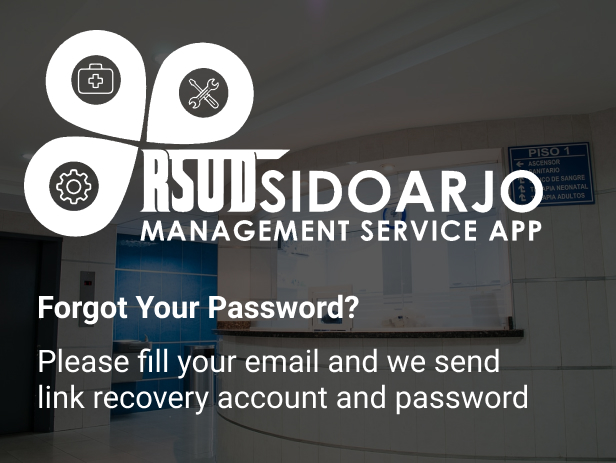 PISO 1
ASCENSOR
RSUD SIDOARJO
MANAGEMENT SERVICE APP
Forgot Your Password?
Please fill your email and we send
link recovery account and password